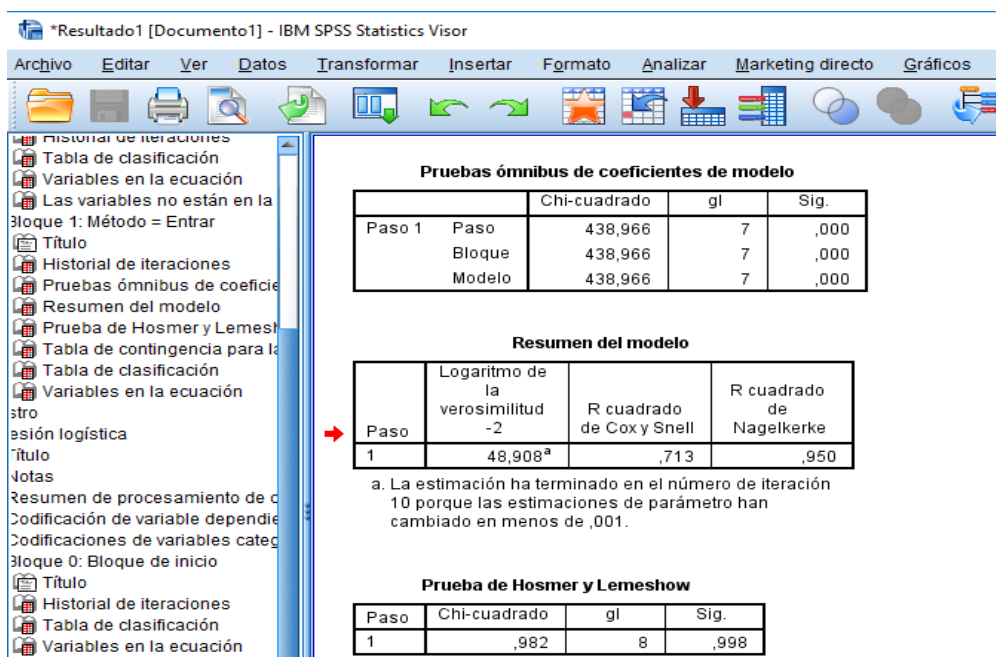 *Resultado1 [Documento1] - IBM SPSS Statistics Visor
Archivo Editar Ver Datos Transformar Insertar Formato Analizar Marketing directo Gráficos
Historial de iteraciones
Tabla de clasificación
Variables en la ecuación
Las variables no están en la
Bloque 1: Método = Entrar
Título
Historial de iteraciones
Pruebas ómnibus de coeficie
Resumen del modelo
Prueba de Hosmer y Lemesh
Tabla de contingencia para la
Tabla de clasificación
Variables en la ecuación
stro
esión logística
Título
Notas
Resumen de procesamiento de c
Codificación de variable dependie
Codificaciones de variables categ
Bloque 0: Bloque de inicio
Título
Historial de iteraciones
Tabla de clasificación
Variables en la ecuación
Pruebas ómnibus de coeficientes de modelo
Chi-cuadrado gl Sig.
Paso 1 Paso 438,966 7 ,000
Bloque 438,966 7 ,000
Modelo 438,966 7 ,000
Resumen del modelo
Paso
Logaritmo de
la
verosimilitud
-2
R cuadrado
de Cox y Snell
R cuadrado
de
Nagelkerke
1 48,908a ,713 ,950
a. La estimación ha terminado en el número de iteración
10 porque las estimaciones de parámetro han
cambiado en menos de ,001.
Prueba de Hosmer y Lemeshow
Paso Chi-cuadrado gl Sig.
1 ,982 8 ,998